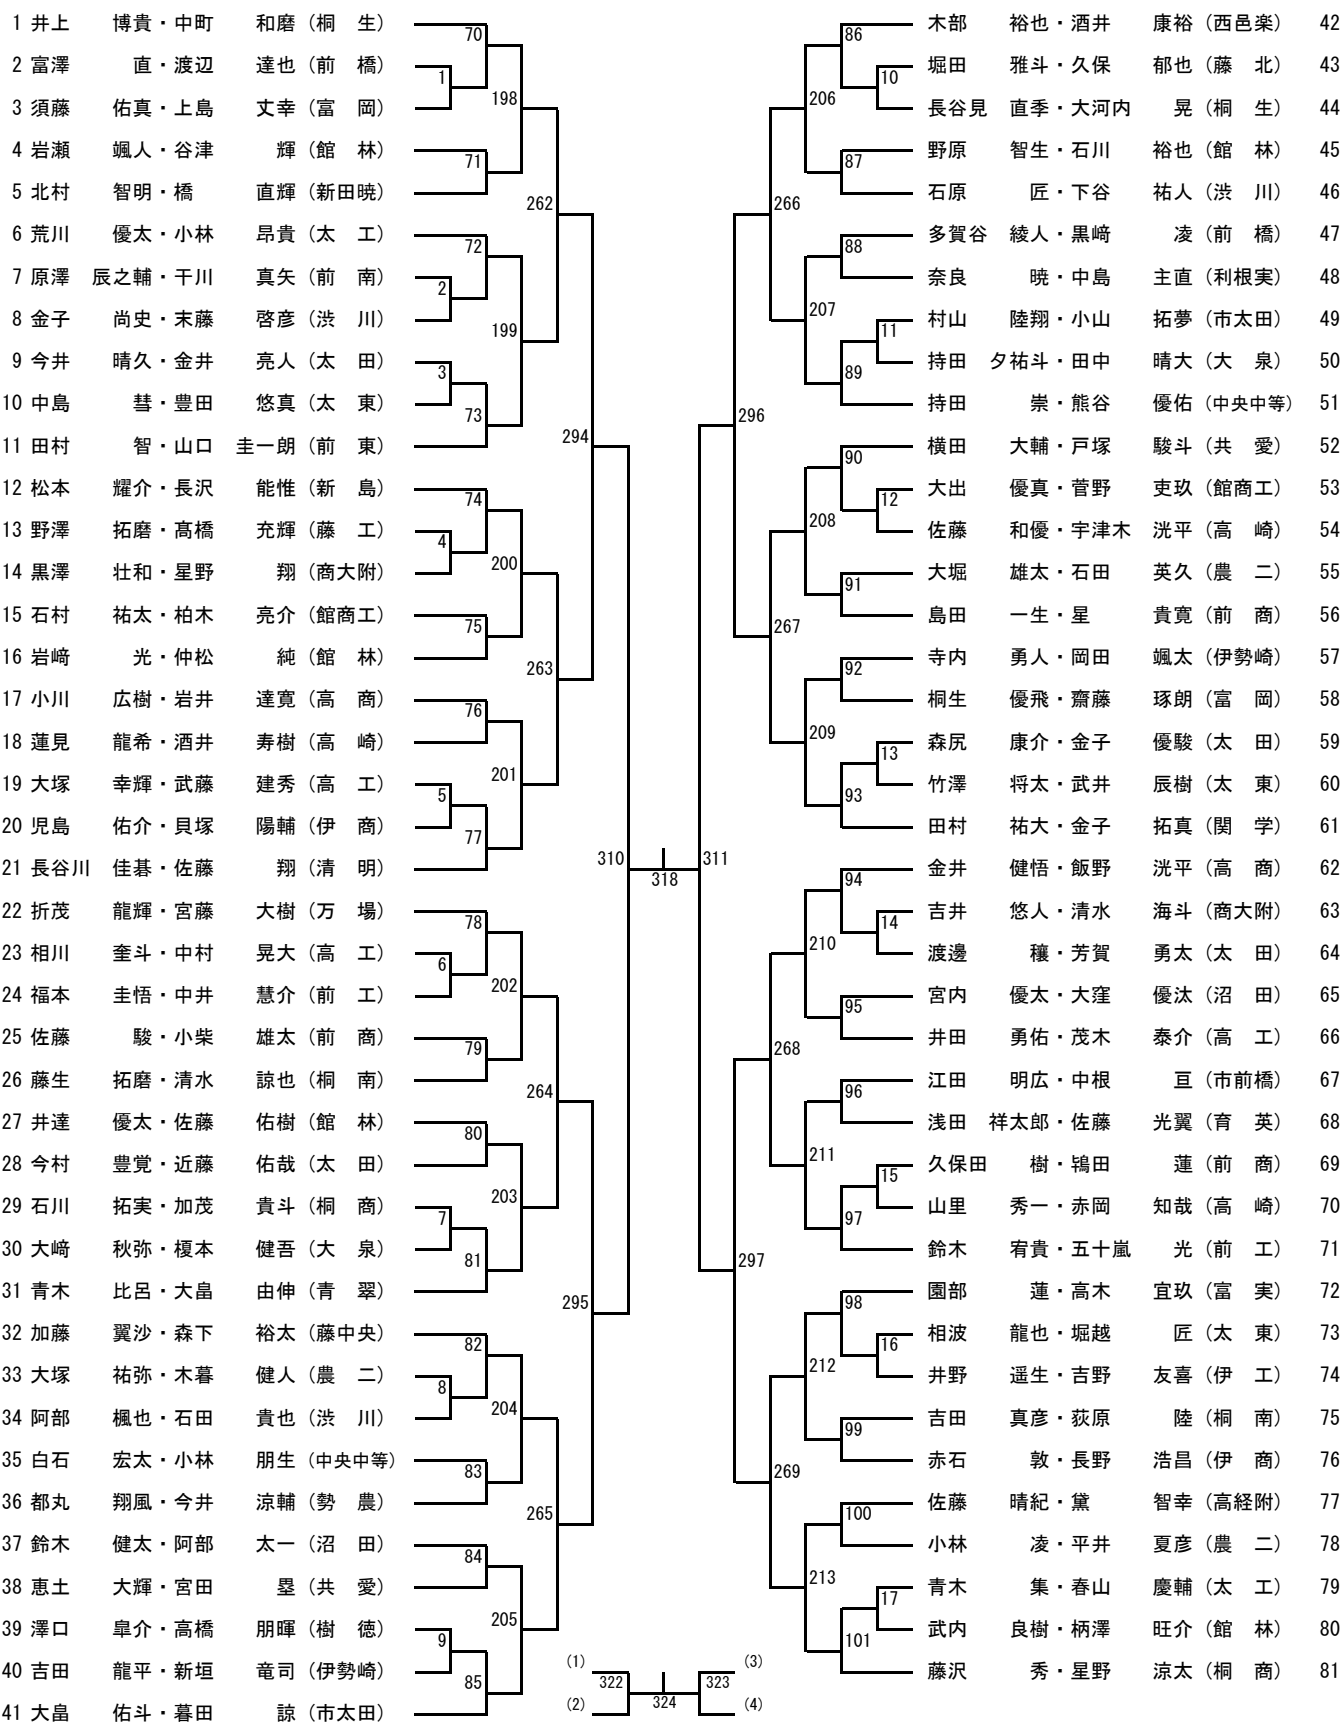 1 井上 博貴・中町 和磨 (桐 生)
2 富澤 直・渡辺 達也 (前 橋)
3 須藤 佑真・上島 丈幸 (富 岡)
4 岩瀬 颯人・谷津 輝 (館 林)
5 北村 智明・橋 直輝 (新田暁)
6 荒川 優太・小林 昂貴 (太 工)
7 原澤 辰之輔・干川 真矢 (前 南)
8 金子 尚史・末藤 啓彦 (渋 川)
9 今井 晴久・金井 亮人 (太 田)
10 中島 彗・豊田 悠真 (太 東)
11 田村 智・山口 圭一朗 (前 東)
12 松本 耀介・長沢 能惟 (新 島)
13 野澤 拓磨・髙橋 充輝 (藤 工)
14 黒澤 壮和・星野 翔 (商大附)
15 石村 祐太・柏木 亮介 (館商工)
16 岩﨑 光・仲松 純 (館 林)
17 小川 広樹・岩井 達寛 (高 商)
18 蓮見 龍希・酒井 寿樹 (高 崎)
19 大塚 幸輝・武藤 建秀 (高 工)
20 児島 佑介・貝塚 陽輔 (伊 商)
21 長谷川 佳碁・佐藤 翔 (清 明)
22 折茂 龍輝・宮藤 大樹 (万 場)
23 相川 奎斗・中村 晃大 (高 工)
24 福本 圭悟・中井 慧介 (前 工)
25 佐藤 駿・小柴 雄太 (前 商)
26 藤生 拓磨・清水 諒也 (桐 南)
27 井達 優太・佐藤 佑樹 (館 林)
28 今村 豊覚・近藤 佑哉 (太 田)
29 石川 拓実・加茂 貴斗 (桐 商)
30 大﨑 秋弥・榎本 健吾 (大 泉)
31 青木 比呂・大畠 由伸 (青 翠)
32 加藤 翼沙・森下 裕太 (藤中央)
33 大塚 祐弥・木暮 健人 (農 二)
34 阿部 楓也・石田 貴也 (渋 川)
35 白石 宏太・小林 朋生 (中央中等)
36 都丸 翔風・今井 涼輔 (勢 農)
37 鈴木 健太・阿部 太一 (沼 田)
38 恵土 大輝・宮田 塁 (共 愛)
39 澤口 皐介・高橋 朋暉 (樹 徳)
40 吉田 龍平・新垣 竜司 (伊勢崎)
41 大畠 佑斗・暮田 諒 (市太田)
木部 裕也・酒井 康裕 (西邑楽) 42
堀田 雅斗・久保 郁也 (藤 北) 43
長谷見 直季・大河内 晃 (桐 生) 44
野原 智生・石川 裕也 (館 林) 45
石原 匠・下谷 祐人 (渋 川) 46
多賀谷 綾人・黒﨑 凌 (前 橋) 47
奈良 暁・中島 主直 (利根実) 48
村山 陸翔・小山 拓夢 (市太田) 49
持田 夕祐斗・田中 晴大 (大 泉) 50
持田 崇・熊谷 優佑 (中央中等) 51
横田 大輔・戸塚 駿斗 (共 愛) 52
大出 優真・菅野 吏玖 (館商工) 53
佐藤 和優・宇津木 洸平 (高 崎) 54
大堀 雄太・石田 英久 (農 二) 55
島田 一生・星 貴寛 (前 商) 56
寺内 勇人・岡田 颯太 (伊勢崎) 57
桐生 優飛・齋藤 琢朗 (富 岡) 58
森尻 康介・金子 優駿 (太 田) 59
竹澤 将太・武井 辰樹 (太 東) 60
田村 祐大・金子 拓真 (関 学) 61
金井 健悟・飯野 洸平 (高 商) 62
吉井 悠人・清水 海斗 (商大附) 63
渡邊 穣・芳賀 勇太 (太 田) 64
宮内 優太・大窪 優汰 (沼 田) 65
井田 勇佑・茂木 泰介 (高 工) 66
江田 明広・中根 亘 (市前橋) 67
浅田 祥太郎・佐藤 光翼 (育 英) 68
久保田 樹・鴇田 蓮 (前 商) 69
山里 秀一・赤岡 知哉 (高 崎) 70
鈴木 宥貴・五十嵐 光 (前 工) 71
園部 蓮・高木 宜玖 (富 実) 72
相波 龍也・堀越 匠 (太 東) 73
井野 遥生・吉野 友喜 (伊 工) 74
吉田 真彦・荻原 陸 (桐 南) 75
赤石 敦・長野 浩昌 (伊 商) 76
佐藤 晴紀・黛 智幸 (高経附) 77
小林 凌・平井 夏彦 (農 二) 78
青木 集・春山 慶輔 (太 工) 79
武内 良樹・柄澤 旺介 (館 林) 80
藤沢 秀・星野 涼太 (桐 商) 81
1
2
3
4
5
6
7
8
9
70
71
72
73
74
75
76
77
78
79
80
81
82
83
84
85
198
199
200
201
202
203
204
205
262
263
264
265
294
295
310
318
311
296
297
266
267
268
269
206
207
208
209
210
211
212
213
86
87
88
89
90
91
92
93
94
95
96
97
98
99
100
101
10
11
12
13
14
15
16
17
(1)
(2)
322
324
323
(3)
(4)